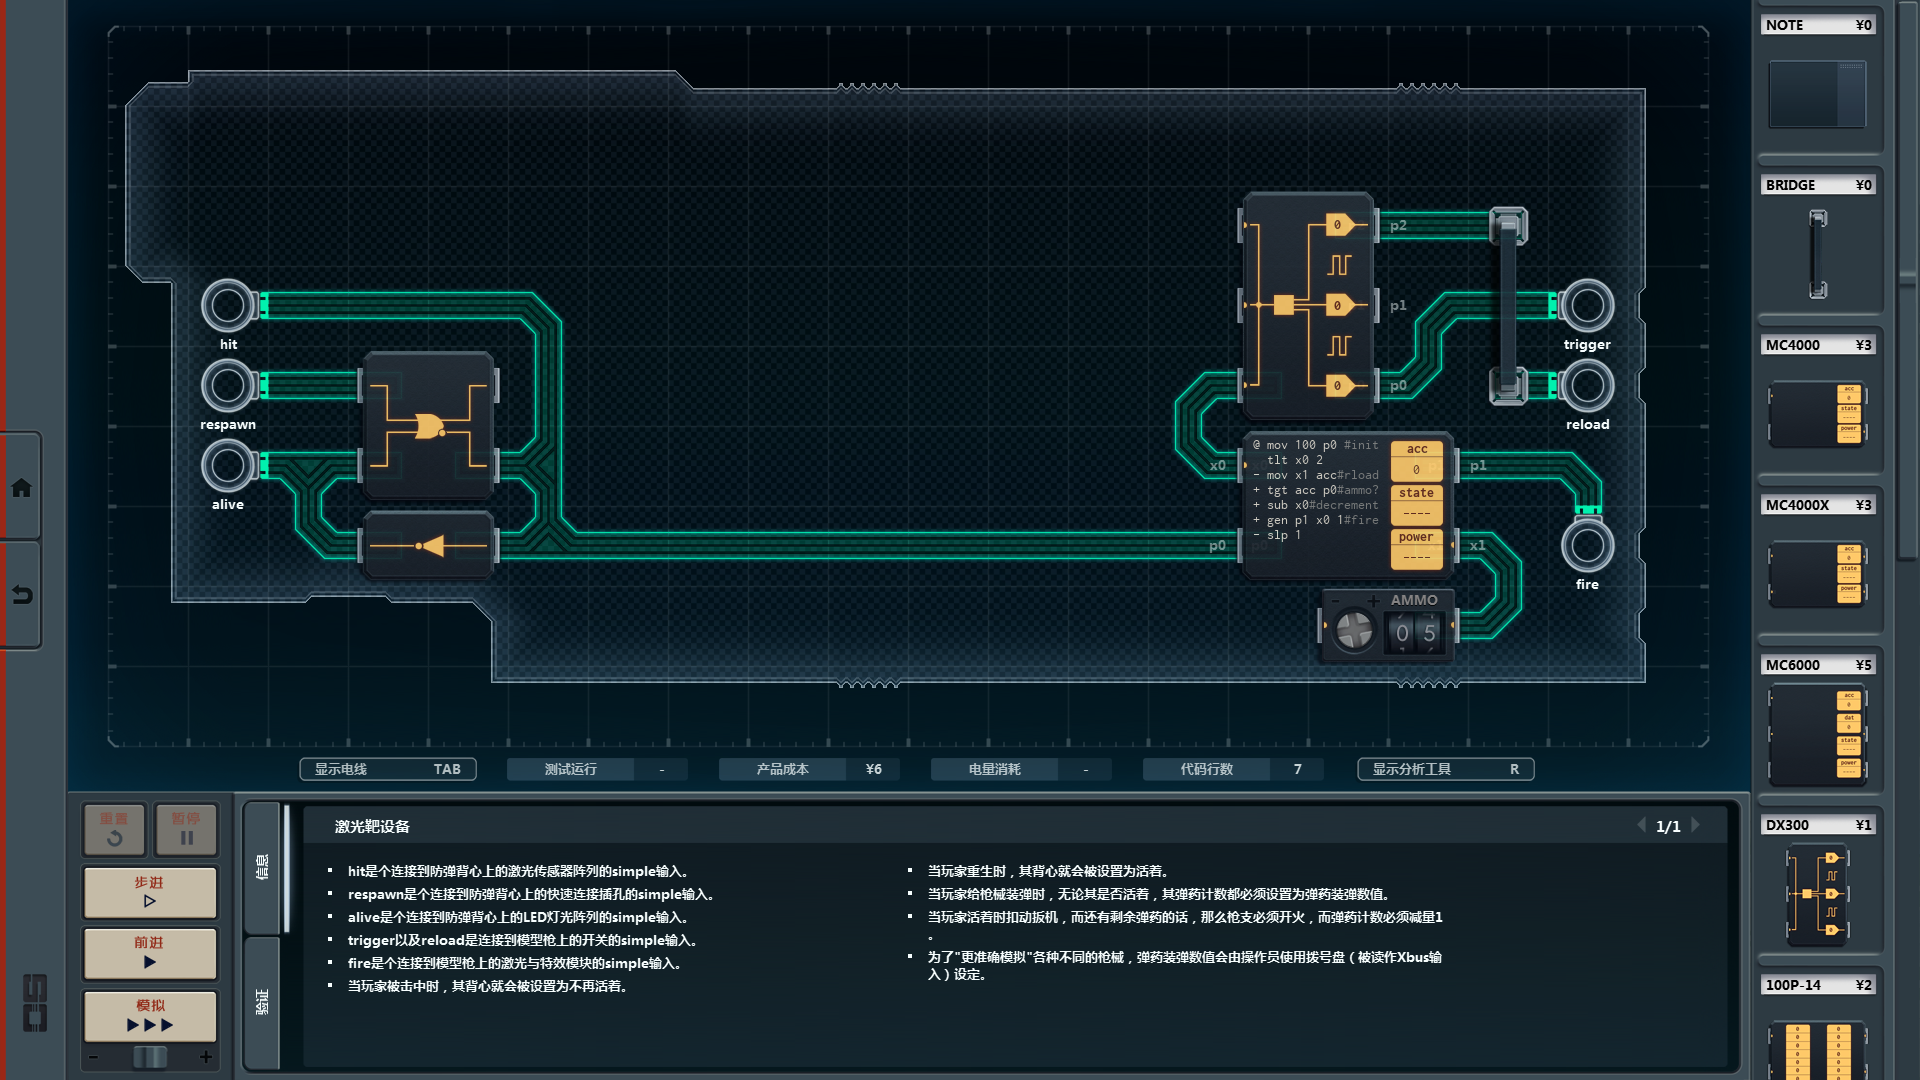 NOTE ¥0
BRIDGE ¥0
MC4000 ¥3
acc
0
state
----
power
----
MC4000X ¥3
acc
0
state
----
power
----
MC6000 ¥5
acc
0
dat
0
state
----
power
----
DX300 ¥1
0
0
0
100P-14 ¥2
hit
respawn
alive
0
0
0
p2
p1
p0
trigger
reload
fire
x0
p0
p1
x1
@ mov 100 p0 #init
tlt x0 2
- mov x1 acc#rload
+ tgt acc p0#ammo?
+ sub x0#decrement
+ gen p1 x0 1#fire
- slp 1
acc
0
state
----
power
----
- + AMMO
05
显示电线 TAB
测试运行 -
产品成本 ¥6
电量消耗 -
代码行数 7
显示分析工具 R
重置
暂停
步进
前进
模拟
- +
信息
验证
激光靶设备
1/1
▪ hit是个连接到防弹背心上的激光传感器阵列的simple输入。
▪ respawn是个连接到防弹背心上的快速连接插孔的simple输入。
▪ alive是个连接到防弹背心上的LED灯光阵列的simple输入。
▪ trigger以及reload是连接到模型枪上的开关的simple输入。
▪ fire是个连接到模型枪上的激光与特效模块的simple输入。
▪ 当玩家被击中时，其背心就会被设置为不再活着。
▪ 当玩家重生时，其背心就会被设置为活着。
▪ 当玩家给枪械装弹时，无论其是否活着，其弹药计数都必须设置为弹药装弹数值。
▪ 当玩家活着时扣动扳机，而还有剩余弹药的话，那么枪支必须开火，而弹药计数必须减量1
。
▪ 为了"更准确模拟"各种不同的枪械，弹药装弹数值会由操作员使用拨号盘（被读作Xbus输
入）设定。